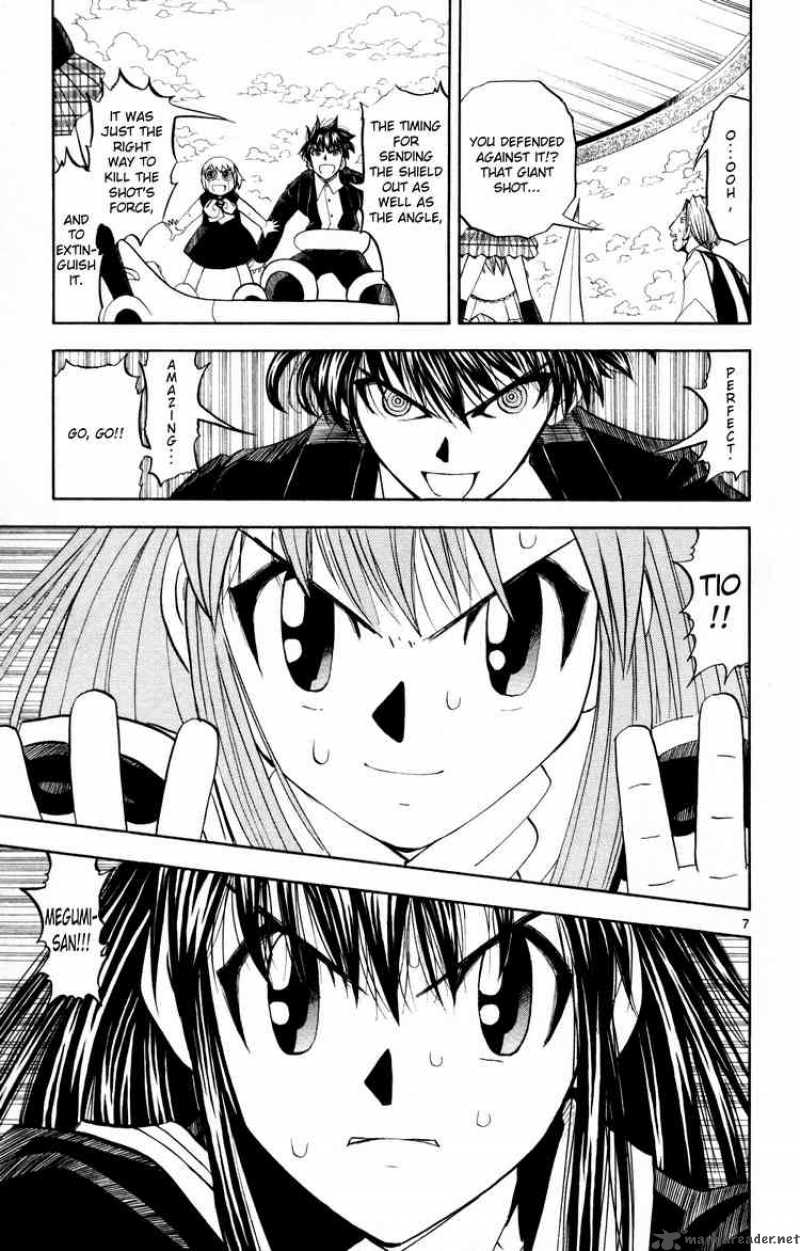 O...OOH,
YOU DEFENDED
AGAINST IT!?
THAT GIANT
SHOT...
THE TIMING
FOR
SENDING
THE SHIELD
OUT AS
WELL AS
THE ANGLE,
IT WAS
JUST THE
RIGHT
WAY TO
KILL THE
SHOT'S
FORCE,
AND
TO
EXTIN-
GUISH
IT.
PERFECT.
AMAZING...
GO, GO!!
TIO
!!
7
MEGUMI-
SAN!!!
mangareader.net